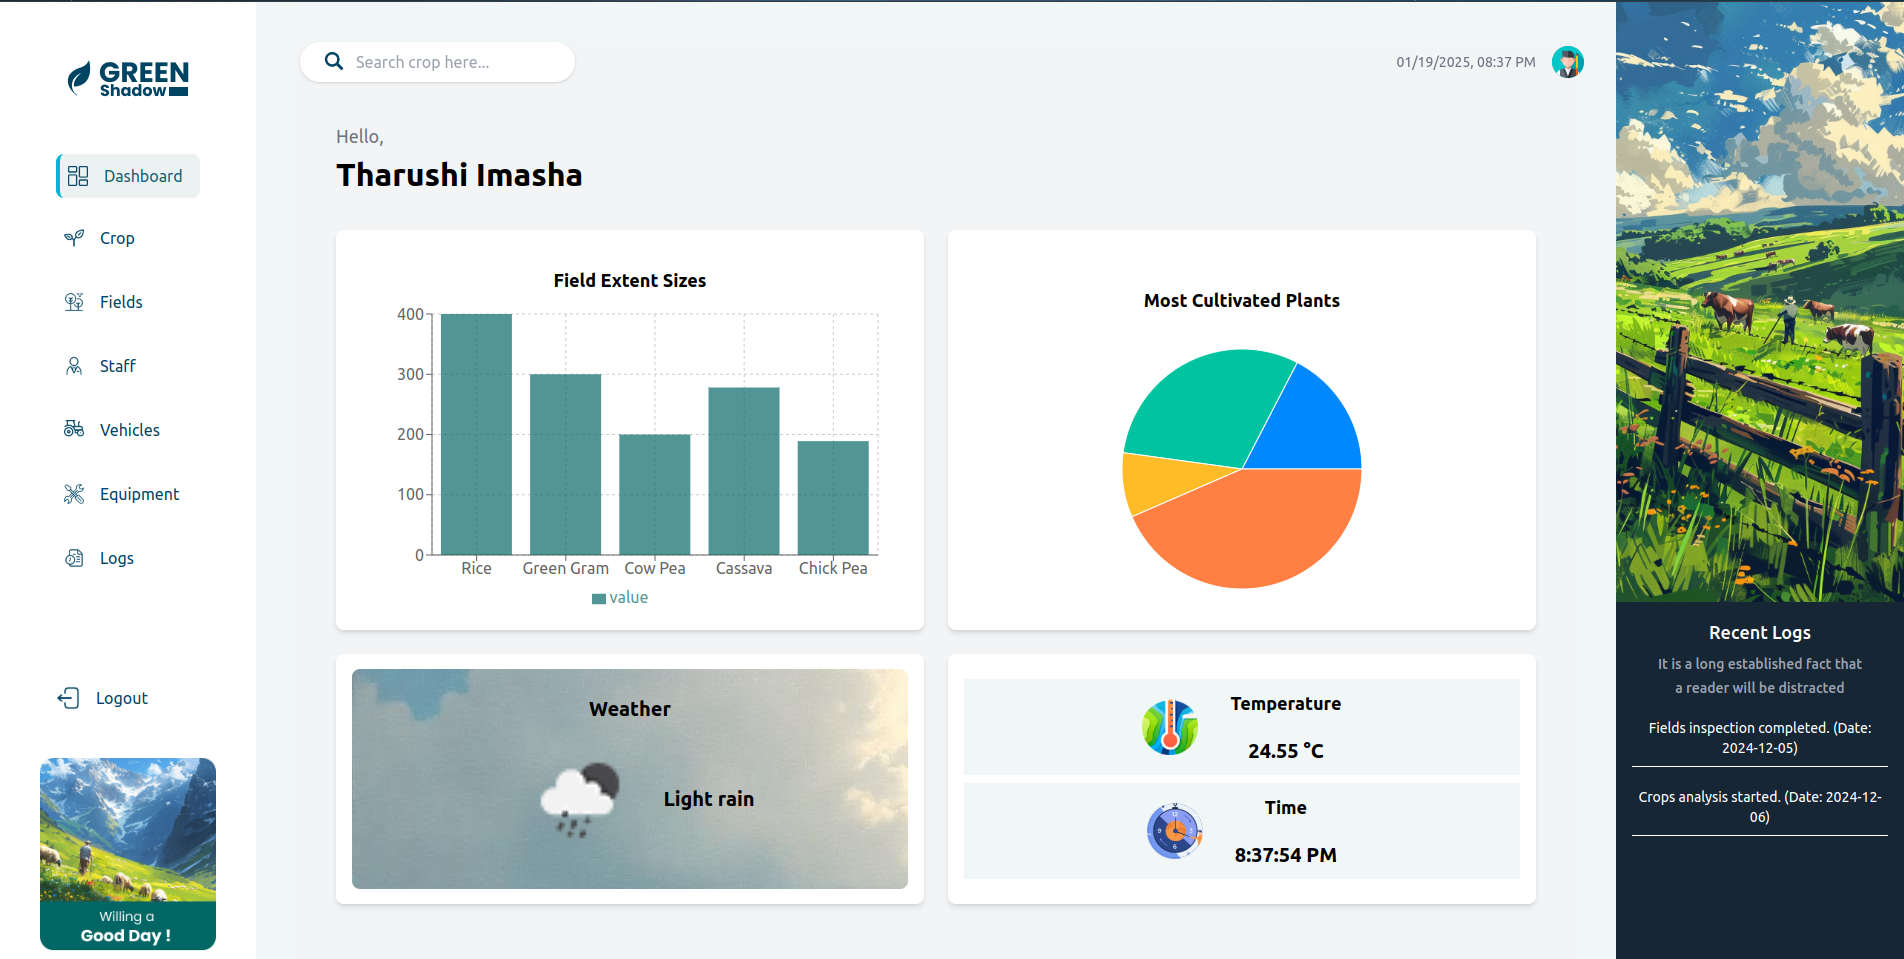 GREEN
Shadow
Dashboard
Crop
Fields
Staff
Vehicles
Equipment
Logs
Logout
Willing a
Good Day !
Search crop here...
01/19/2025, 08:37 PM
Hello,
Tharushi Imasha
Field Extent Sizes
400
300
200
100
0
Rice
Green Gram
Cow Pea
Cassava
Chick Pea
value
Most Cultivated Plants
Weather
Light rain
Temperature
24.55 °C
Time
8:37:54 PM
Recent Logs
It is a long established fact that
a reader will be distracted
Fields inspection completed. (Date:
2024-12-05)
Crops analysis started. (Date: 2024-12-
06)